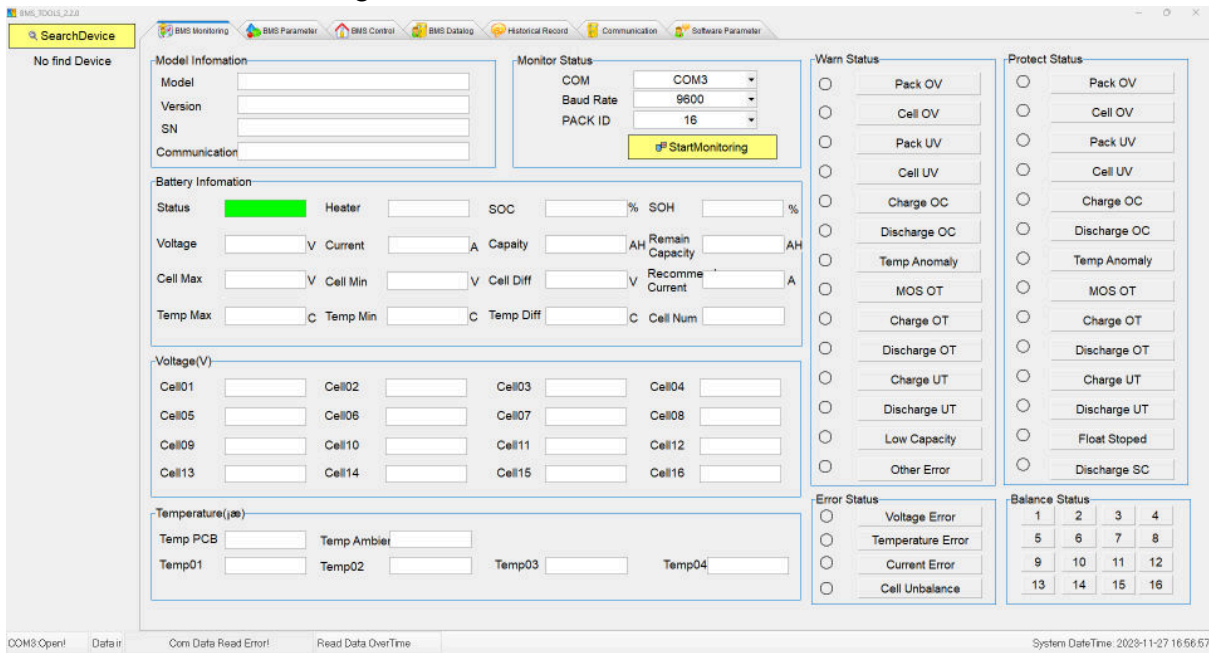 BMS_TOOLS_2.2.0
SearchDevice
No find Device
BMS Monitoring
BMS Parameter
BMS Control
BMS Datalog
Historical Record
Communication
Software Parameter
Model Infomation
Model
Version
SN
Communication
Monitor Status
COM COM3
Baud Rate 9600
PACK ID 16
StartMonitoring
Battery Infomation
Status Heater SOC % SOH %
Voltage V Current A Capaity AH Remain Capacity AH
Cell Max V Cell Min V Cell Diff V Current A
Temp Max C Temp Min C Temp Diff C Cell Num
Voltage(V)
Cell01 Cell02 Cell03 Cell04
Cell05 Cell06 Cell07 Cell08
Cell09 Cell10 Cell11 Cell12
Cell13 Cell14 Cell15 Cell16
Temperature(¡æ)
Temp PCB Temp Ambier
Temp01 Temp02 Temp03 Temp04
Warn Status
Pack OV
Cell OV
Pack UV
Cell UV
Charge OC
Discharge OC
Temp Anomaly
MOS OT
Charge OT
Discharge OT
Charge UT
Discharge UT
Low Capacity
Other Error
Protect Status
Pack OV
Cell OV
Pack UV
Cell UV
Charge OC
Discharge OC
Temp Anomaly
MOS OT
Charge OT
Discharge OT
Charge UT
Discharge UT
Float Stoped
Discharge SC
Error Status
Voltage Error
Temperature Error
Current Error
Cell Unbalance
Balance Status
1 2 3 4
5 6 7 8
9 10 11 12
13 14 15 16
COM3:Open! Data ir Com Data Read Error! Read Data OverTime System DateTime: 2023-11-27 16:56:57